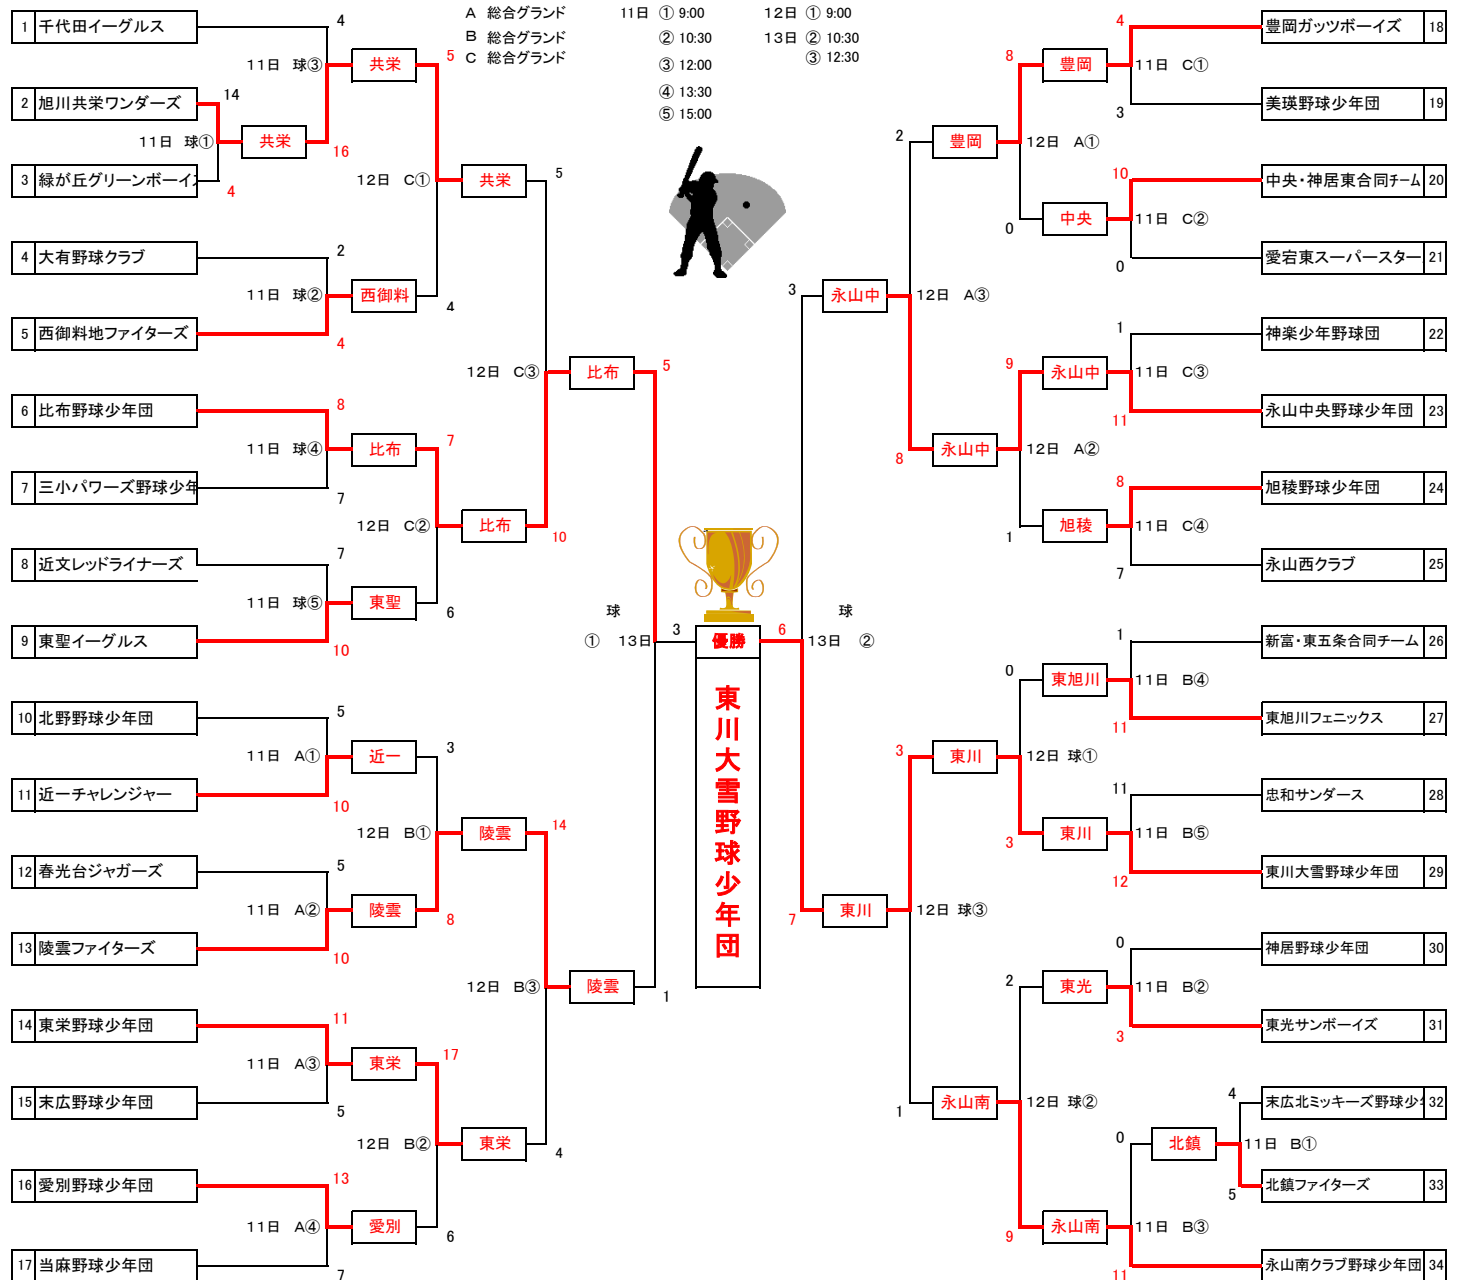 A 総合グランド 11日 ① 9:00 12日 ① 9:00
B 総合グランド ② 10:30 13日 ② 10:30
C 総合グランド ③ 12:00 ③ 12:30
④ 13:30
⑤ 15:00
1 千代田イーグルス 4
11日 球③ 共栄 5
2 旭川共栄ワンダーズ 14
11日 球① 共栄 16
3 緑が丘グリーンボーイズ 4
12日 C① 共栄 5
4 大有野球クラブ 2
11日 球② 西御料 4
5 西御料地ファイターズ 4
12日 C③ 比布 5
6 比布野球少年団 8
11日 球④ 比布 7
7 三小パワーズ野球少年 7
12日 C② 比布 10
8 近文レッドライナーズ 7
11日 球⑤ 東聖 6
9 東聖イーグルス 10
球
① 13日 3
10 北野野球少年団 5
11日 A① 近一 3
11 近一チャレンジャー 10
12日 B① 陵雲 14
12 春光台ジャガーズ 5
11日 A② 陵雲 8
13 陵雲ファイターズ 10
12日 B③ 陵雲 1
14 東栄野球少年団 11
11日 A③ 東栄 17
15 末広野球少年団 5
12日 B② 東栄 4
16 愛別野球少年団 13
11日 A④ 愛別 6
17 当麻野球少年団 7
優勝
東川大雪野球少年団
4 豊岡ガッツボーイズ 18
8 豊岡 11日 C①
3 美瑛野球少年団 19
2 豊岡 12日 A①
10 中央・神居東合同チーム 20
0 中央 11日 C②
0 愛宕東スーパースター 21
3 永山中 12日 A③
1 神楽少年野球団 22
9 永山中 11日 C③
11 永山中央野球少年団 23
8 永山中 12日 A②
8 旭稜野球少年団 24
1 旭稜 11日 C④
7 永山西クラブ 25
球
6 13日 ②
1 新富・東五条合同チーム 26
0 東旭川 11日 B④
11 東旭川フェニックス 27
3 東川 12日 球①
11 忠和サンダース 28
3 東川 11日 B⑤
12 東川大雪野球少年団 29
7 東川 12日 球③
0 神居野球少年団 30
2 東光 11日 B②
3 東光サンボーイズ 31
1 永山南 12日 球②
4 末広北ミッキーズ野球少 32
0 北鎮 11日 B①
5 北鎮ファイターズ 33
9 永山南 11日 B③
11 永山南クラブ野球少年団 34